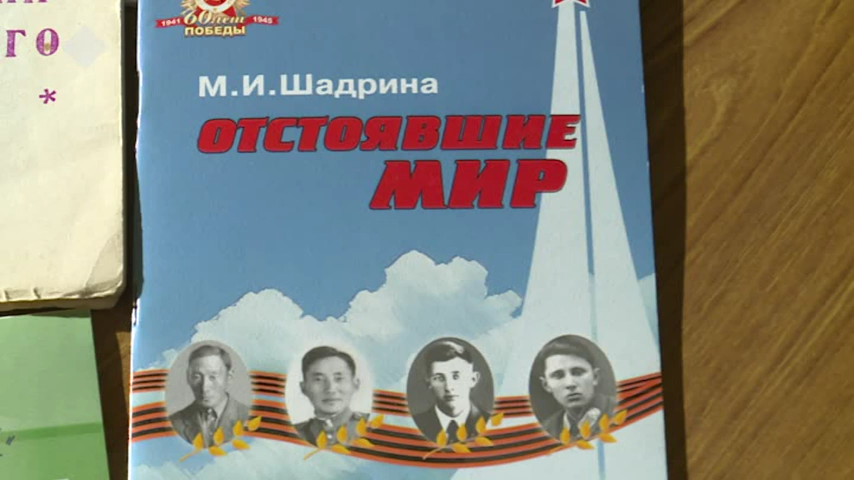 ГО
*
1941 60 лет 1945
ПОБЕДЫ
М.И.Шадрина
ОТСТОЯВШИЕ
МИР